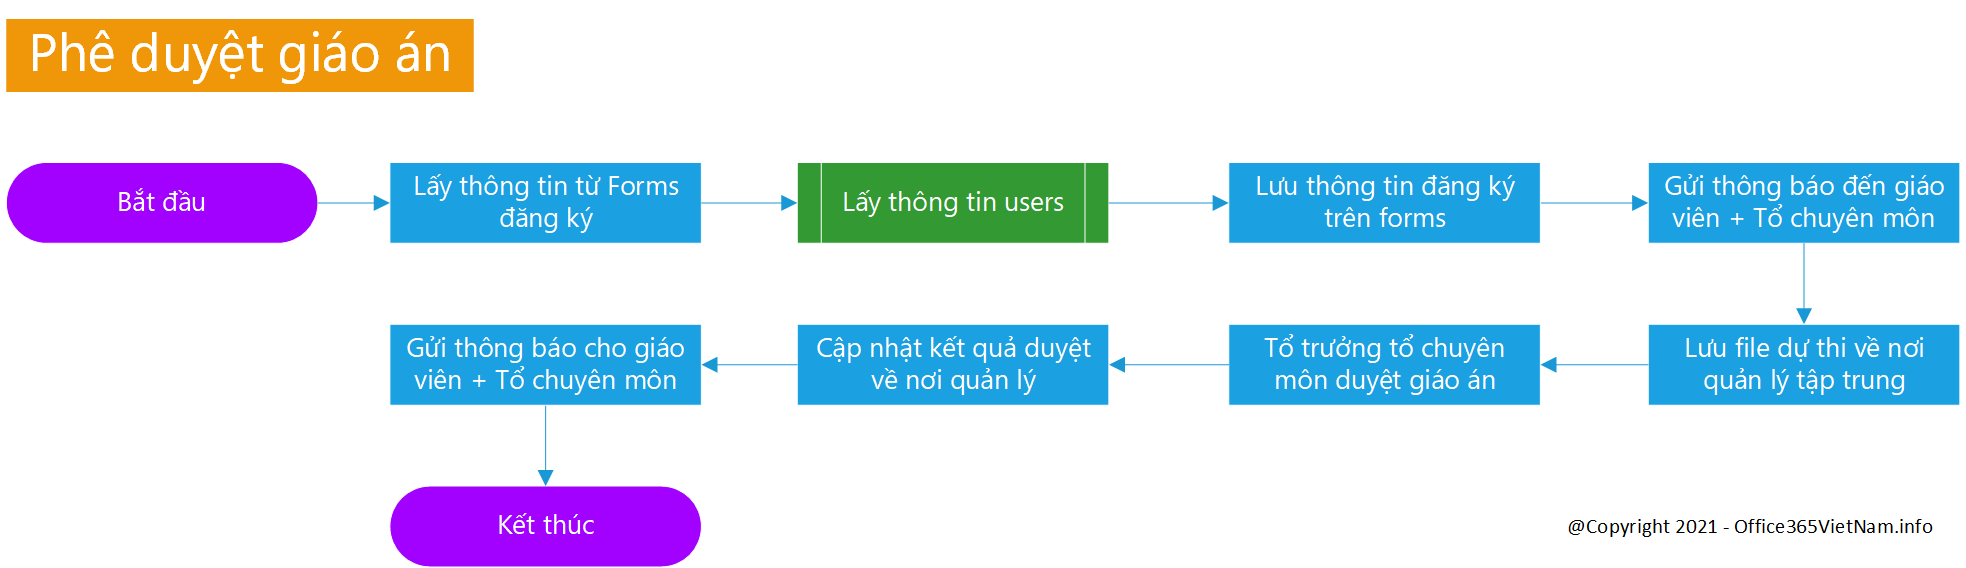 Phê duyệt giáo án
Bắt đầu
Lấy thông tin từ Forms
đăng ký
Lấy thông tin users
Lưu thông tin đăng ký
trên forms
Gửi thông báo đến giáo
viên + Tổ chuyên môn
Lưu file dự thi về nơi
quản lý tập trung
Tổ trưởng tổ chuyên
môn duyệt giáo án
Cập nhật kết quả duyệt
về nơi quản lý
Gửi thông báo cho giáo
viên + Tổ chuyên môn
Kết thúc
@Copyright 2021 - Office365VietNam.info